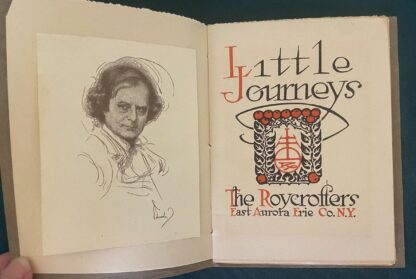 Little
Journeys
The Roycrofters
East Aurora Erie Co. N.Y.